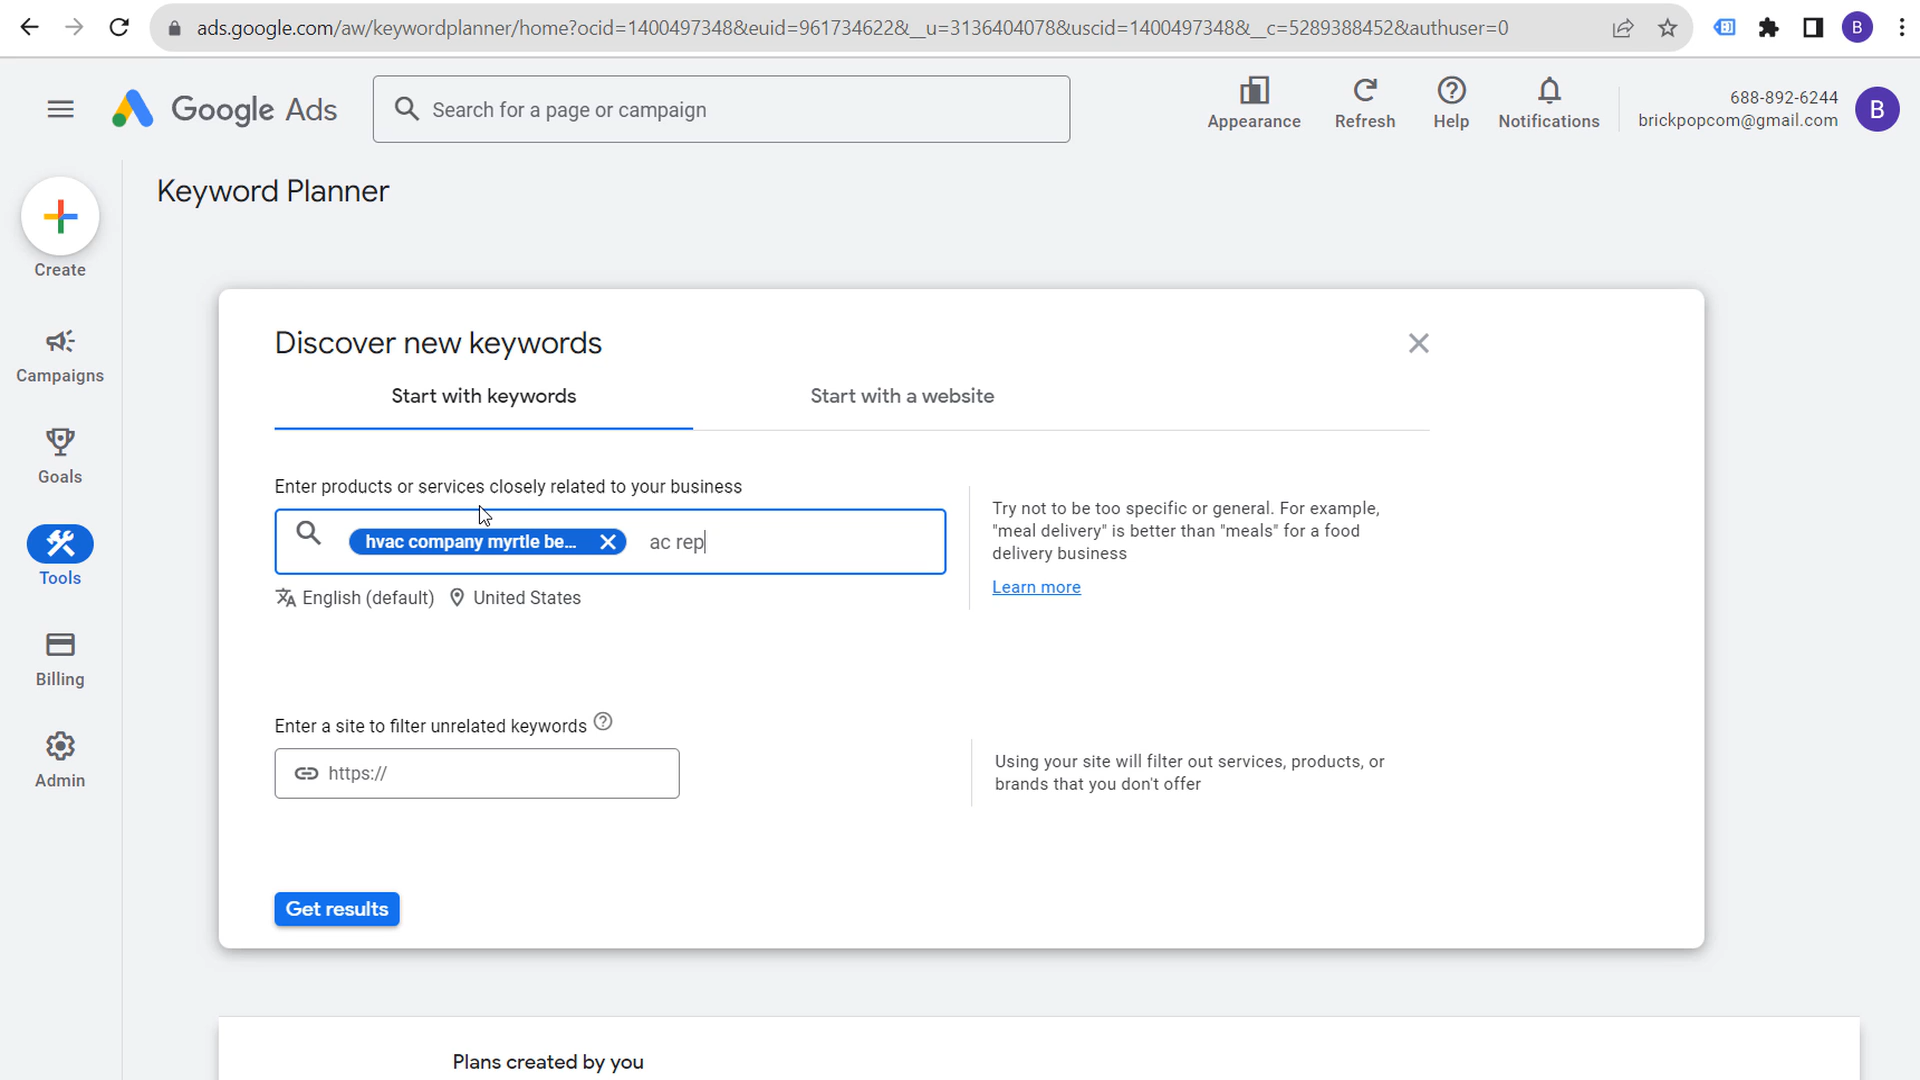 ads.google.com/aw/keywordplanner/home?ocid=1400497348&euid=961734622&__u=3136404078&uscid=1400497348&__c=5289388452&authuser=0
B
Google Ads
Search for a page or campaign
Appearance
Refresh
Help
Notifications
688-892-6244
brickpopcom@gmail.com
B
Create
Campaigns
Goals
Tools
Billing
Admin
Keyword Planner
Discover new keywords
Start with keywords
Start with a website
Enter products or services closely related to your business
hvac company myrtle be...
ac rep
English (default)
United States
Try not to be too specific or general. For example,
"meal delivery" is better than "meals" for a food
delivery business
Learn more
Enter a site to filter unrelated keywords
https://
Using your site will filter out services, products, or
brands that you don't offer
Get results
Plans created by you